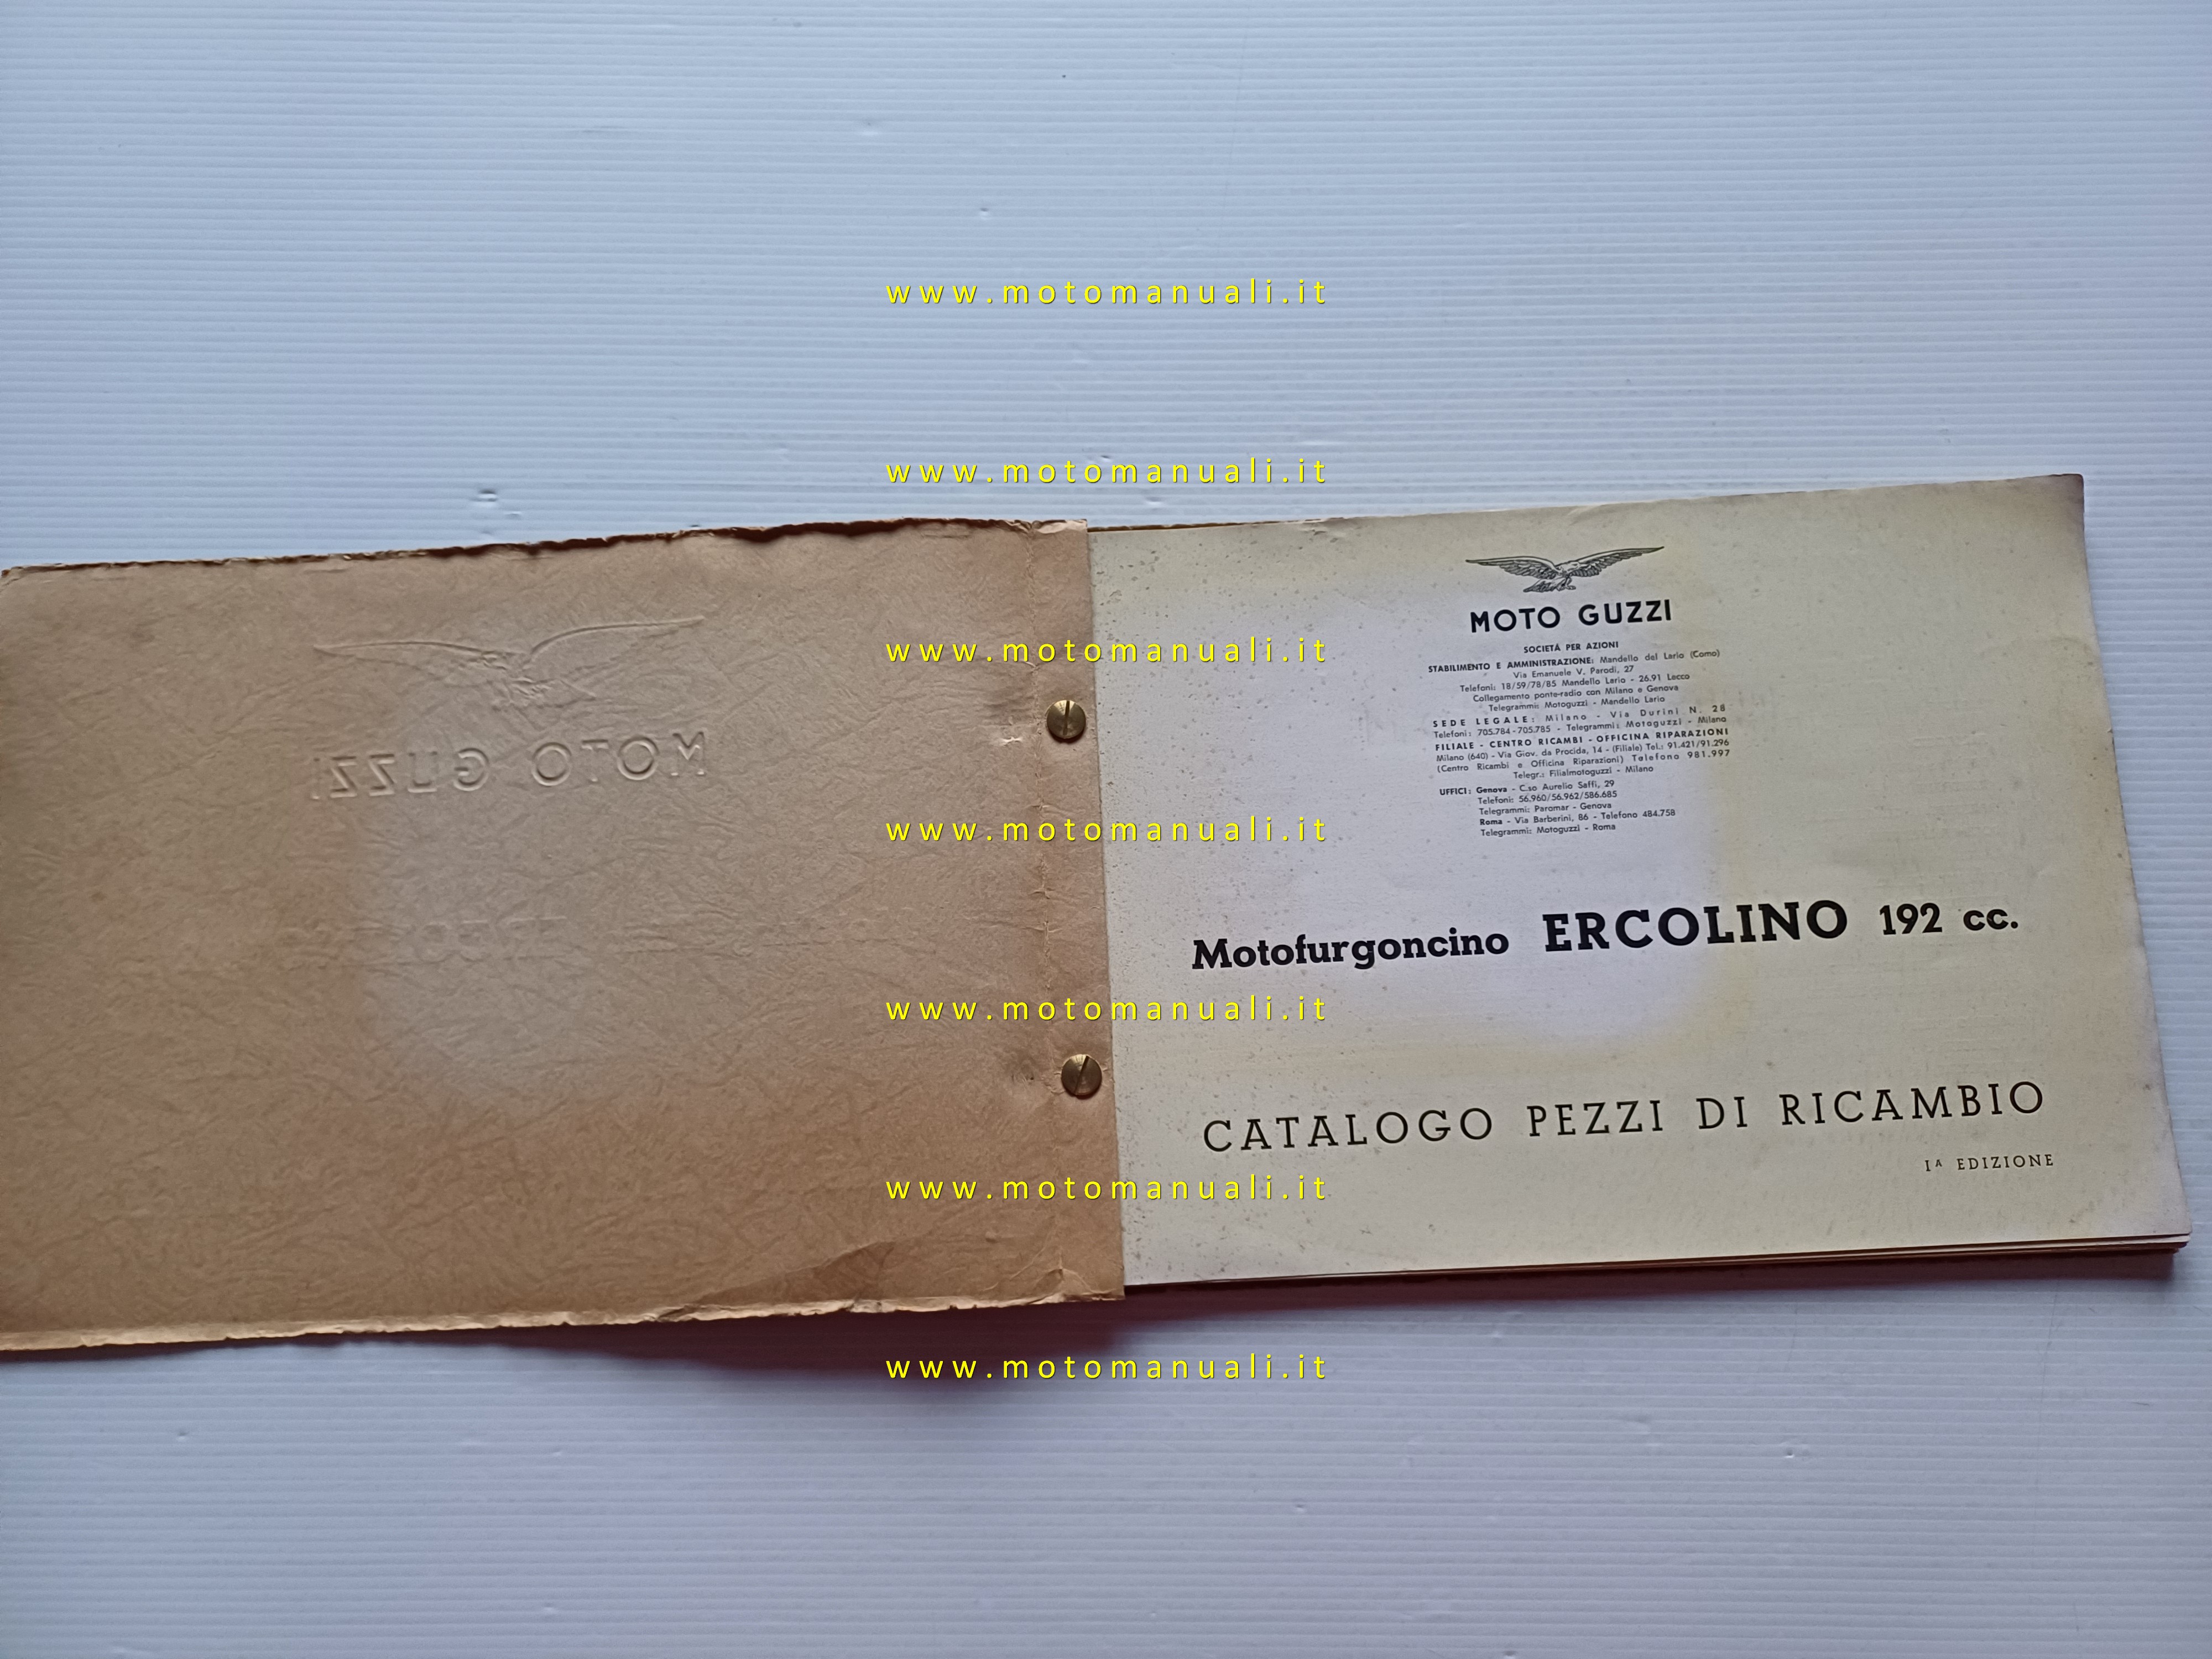 www.motomanuali.it
www.motomanuali.it
www.motomanuali.it
www.motomanuali.it
www.motomanuali.it
www.motomanuali.it
www.motomanuali.it
MOTO GUZZI
MOTO GUZZI
SOCIETÀ PER AZIONI
STABILIMENTO E AMMINISTRAZIONE: Mandello del Lario (Como)
Via Emanuele V. Parodi, 27
Telefoni: 18/59/78/85 Mandello Lario - 26.91 Lecco
Collegamento ponte-radio con Milano e Genova
Telegrammi: Motoguzzi - Mandello Lario
SEDE LEGALE: Milano - Via Durini N. 28
Telefoni: 705.784 - 705.785 - Telegrammi: Motoguzzi - Milano
FILIALE - CENTRO RICAMBI - OFFICINA RIPARAZIONI
Milano (640) - Via Giov. da Procida, 14 - (Filiale) Tel.: 91.421/91.296
(Centro Ricambi e Officina Riparazioni) Telefono 981.997
Telegr.: Filialmotoguzzi - Milano
UFFICI: Genova - C.so Aurelio Saffi, 29
Telefoni: 56.960/56.962/586.685
Telegrammi: Paromar - Genova
Roma - Via Barberini, 86 - Telefono 484.758
Telegrammi: Motoguzzi - Roma
Motofurgoncino ERCOLINO 192 cc.
CATALOGO PEZZI DI RICAMBIO
Iᴬ EDIZIONE